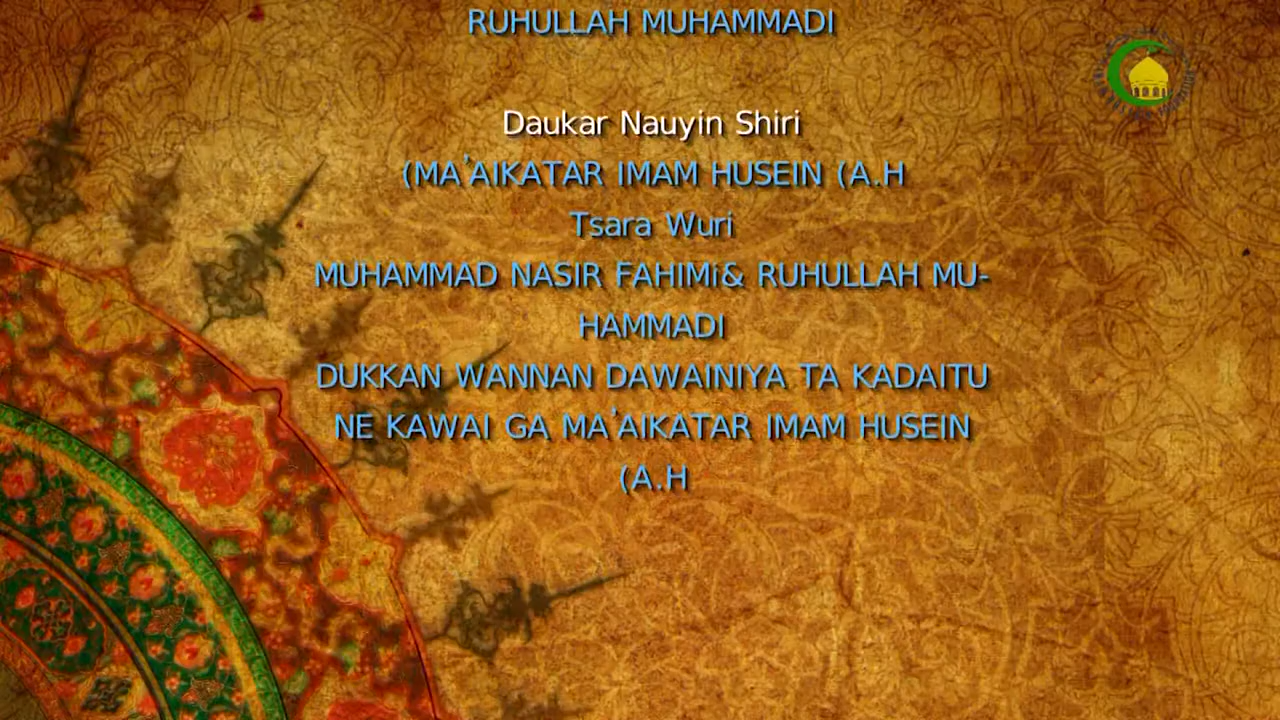 RUHULLAH MUHAMMADI
Daukar Nauyin Shiri
(MA'AIKATAR IMAM HUSEIN (A.H
Tsara Wuri
MUHAMMAD NASIR FAHIMi& RUHULLAH MU-
HAMMADI
DUKKAN WANNAN DAWAINIYA TA KADAITU
NE KAWAI GA MA'AIKATAR IMAM HUSEIN
(A.H